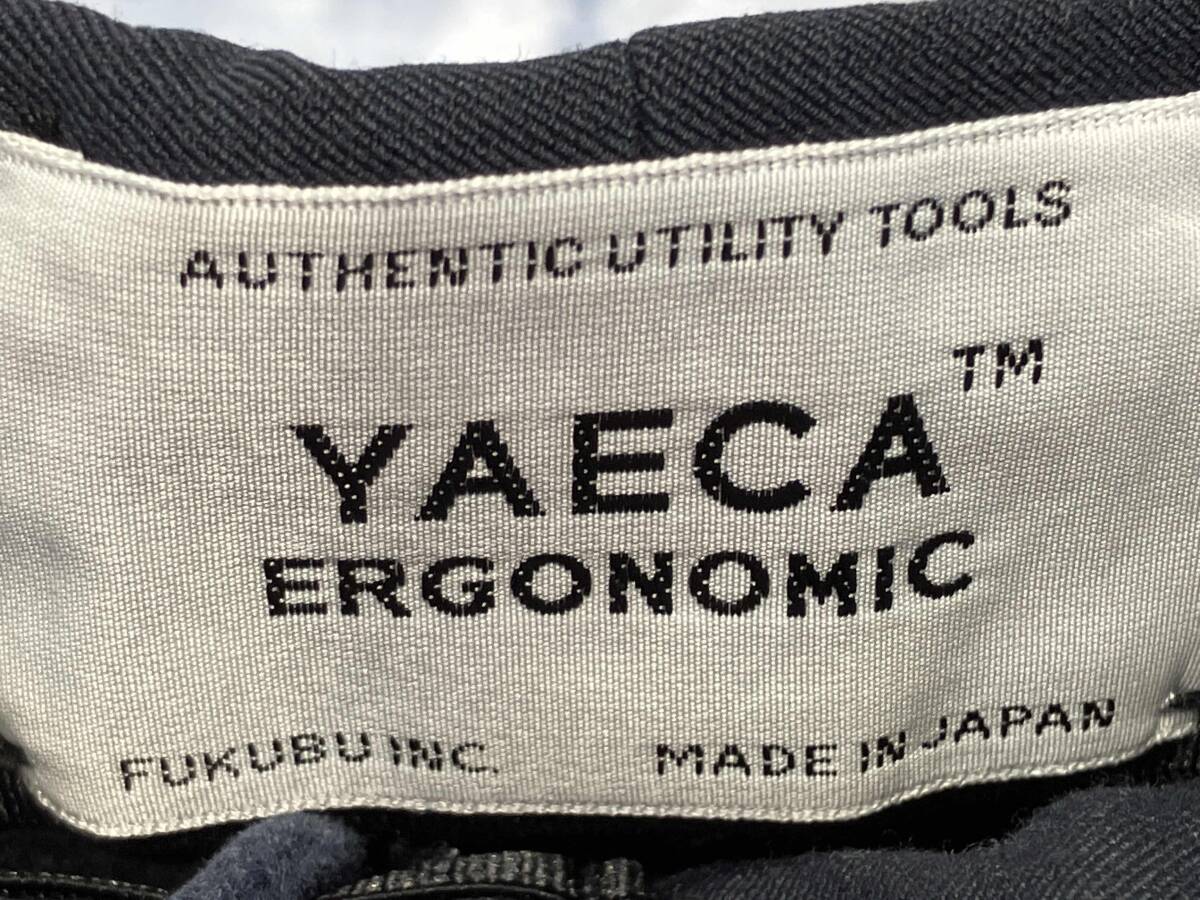 AUTHENTIC UTILITY TOOLS
YAECA™
ERGONOMIC
FUKUBU INC. MADE IN JAPAN